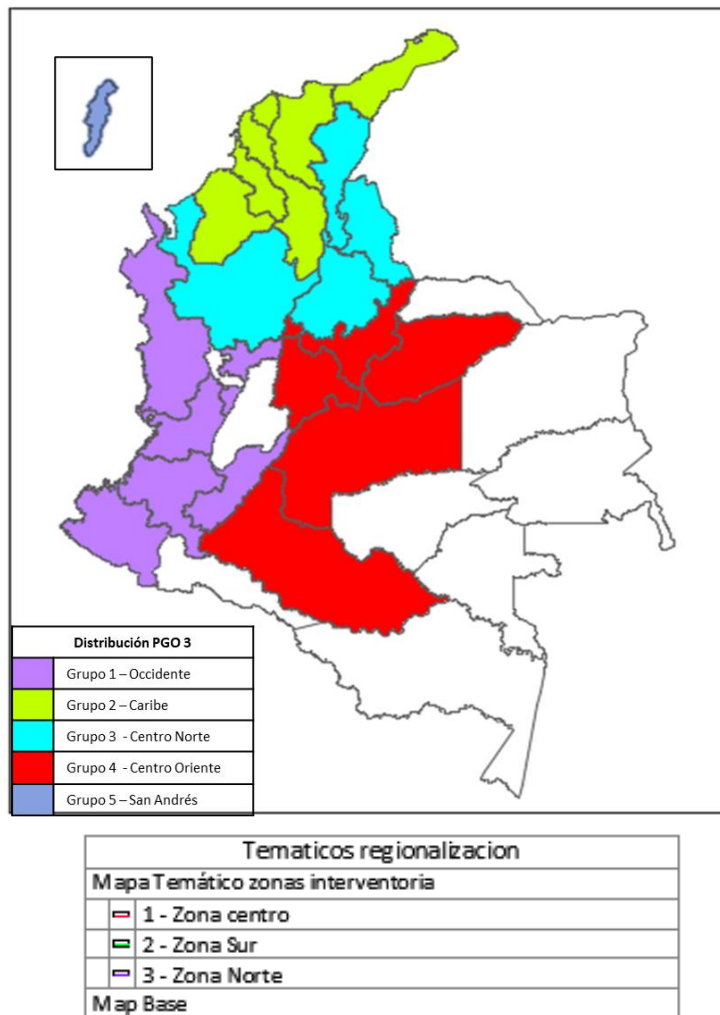 Distribución PGO 3
Grupo 1 – Occidente
Grupo 2 – Caribe
Grupo 3 - Centro Norte
Grupo 4 - Centro Oriente
Grupo 5 – San Andrés
Tematicos regionalizacion
Mapa Temático zonas interventoria
1 - Zona centro
2 - Zona Sur
3 - Zona Norte
Map Base